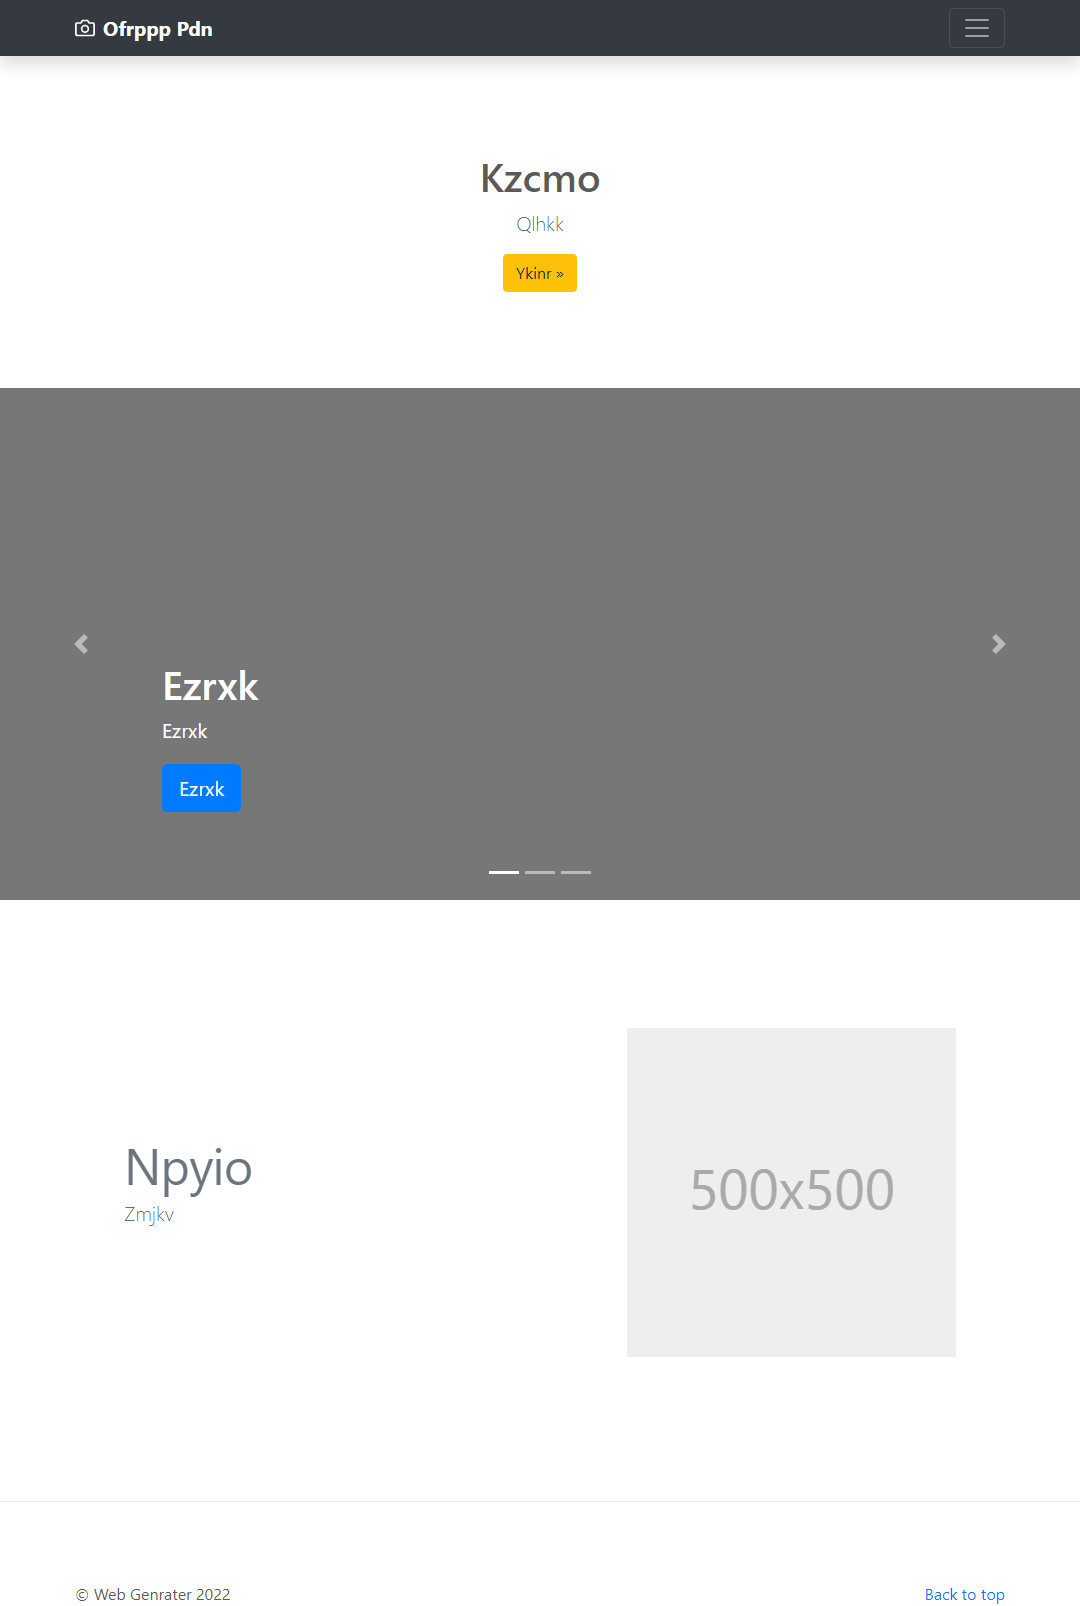 Ofrppp Pdn
Kzcmo
Qlhkk
Ykinr »
Ezrxk
Ezrxk
Ezrxk
Npyio
Zmjkv
500x500
© Web Genrater 2022
Back to top